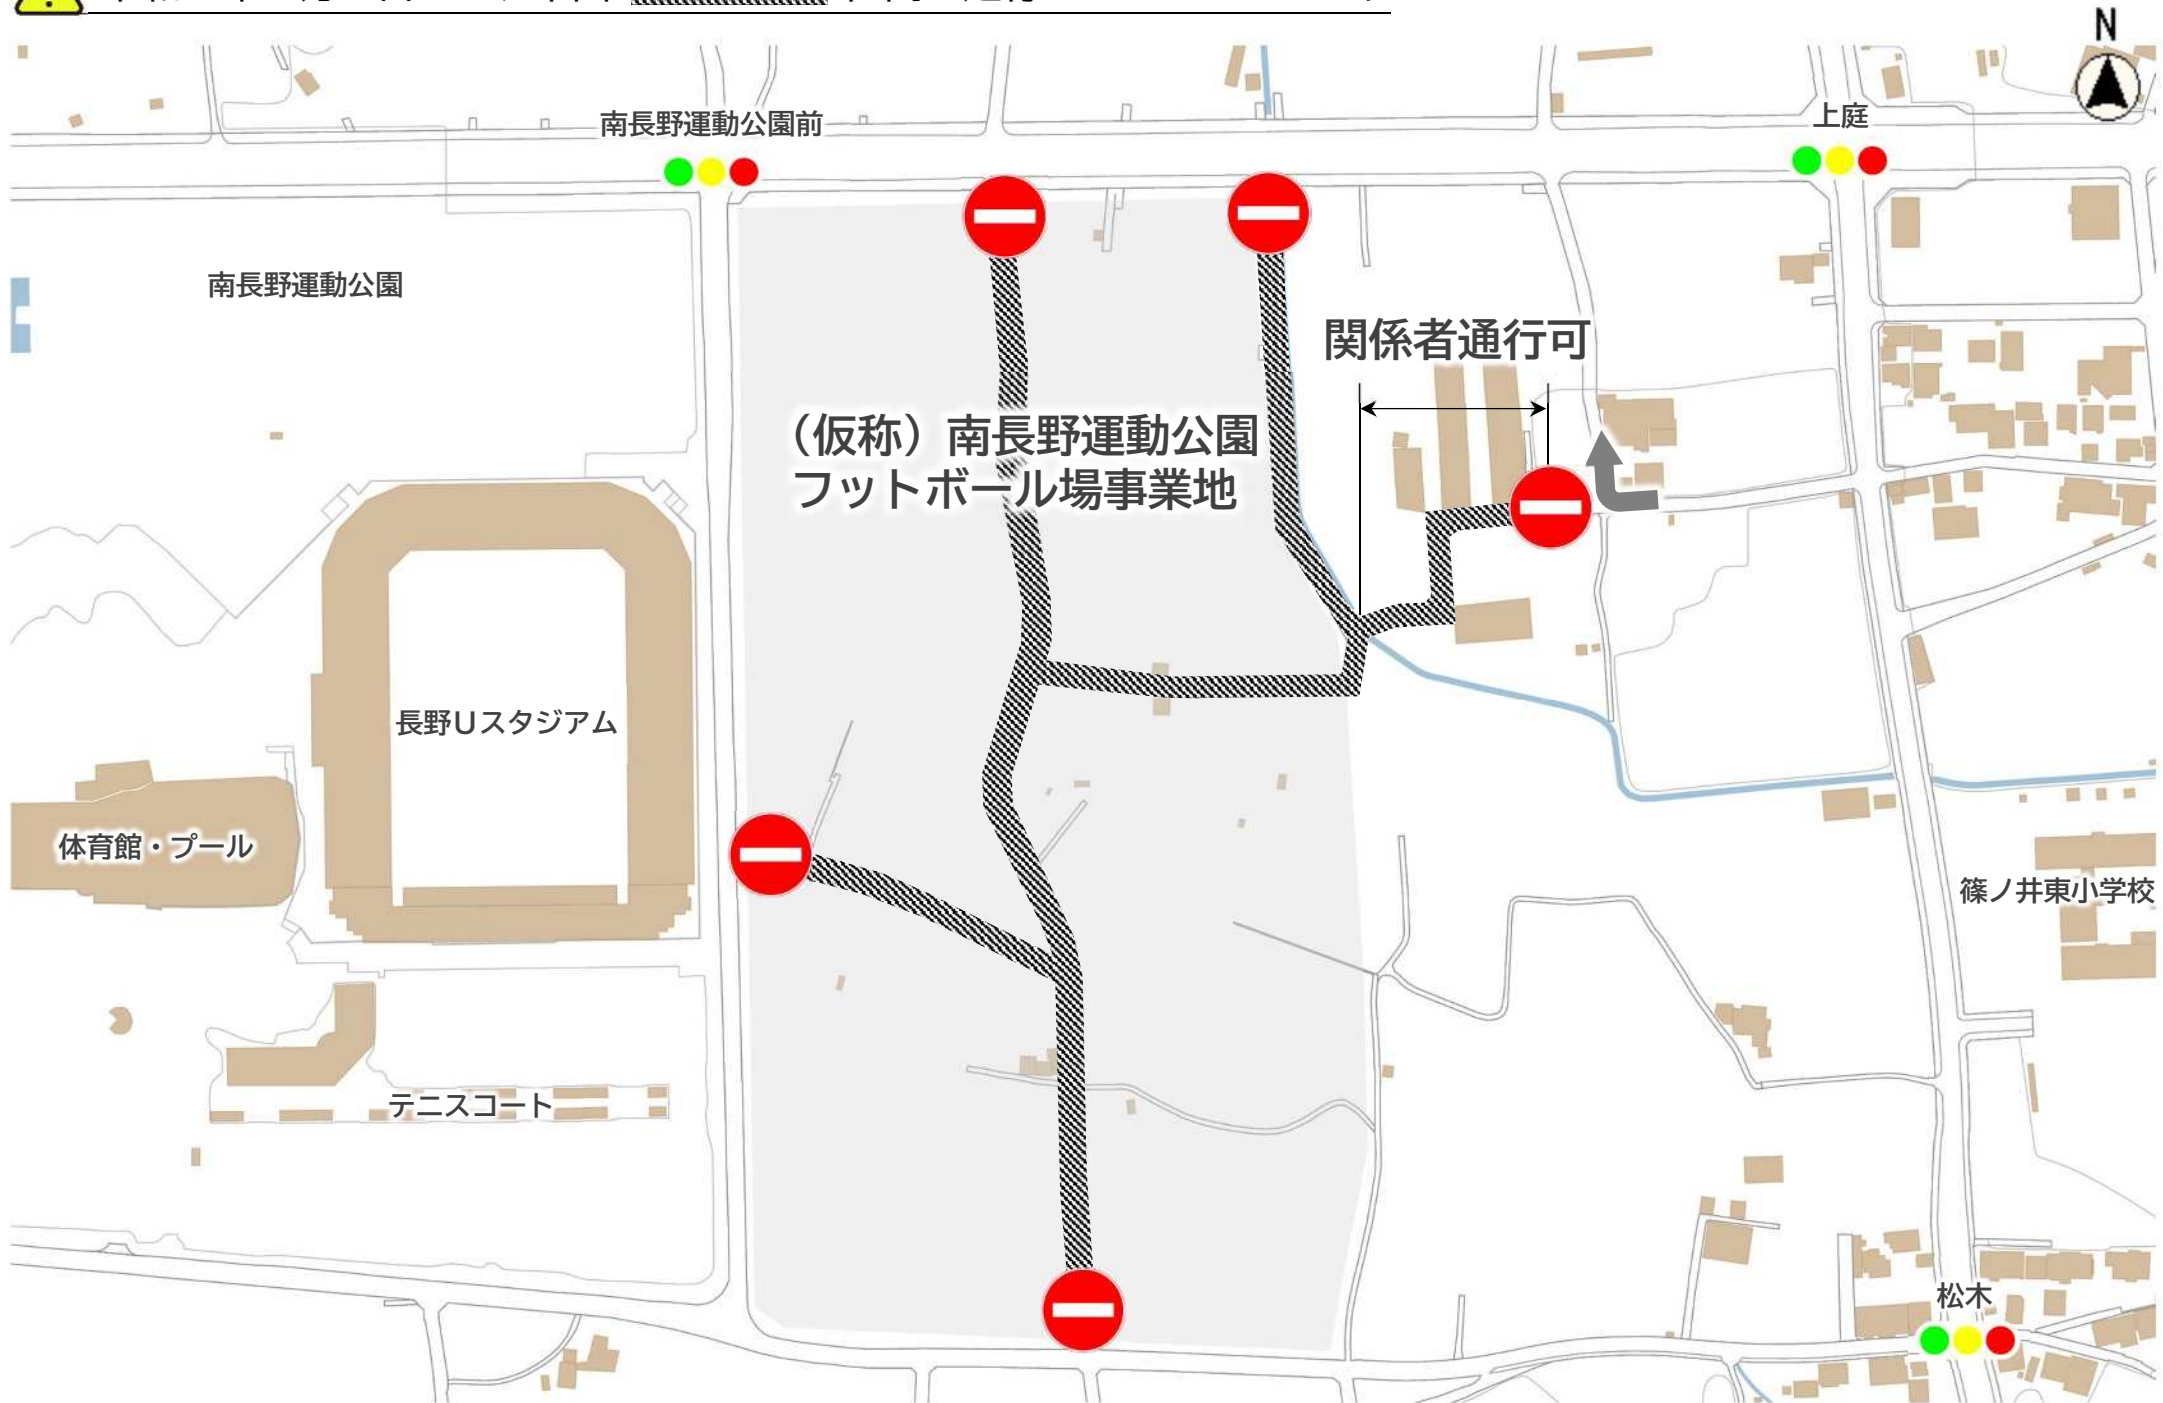 N
南長野運動公園前
上庭
南長野運動公園
関係者通行可
（仮称）南長野運動公園
フットボール場事業地
長野Uスタジアム
体育館・プール
篠ノ井東小学校
テニスコート
松木